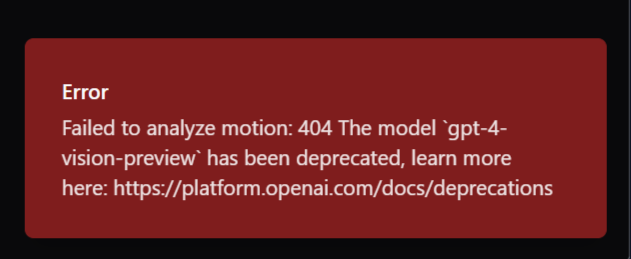 Error
Failed to analyze motion: 404 The model `gpt-4-
vision-preview` has been deprecated, learn more
here: https://platform.openai.com/docs/deprecations